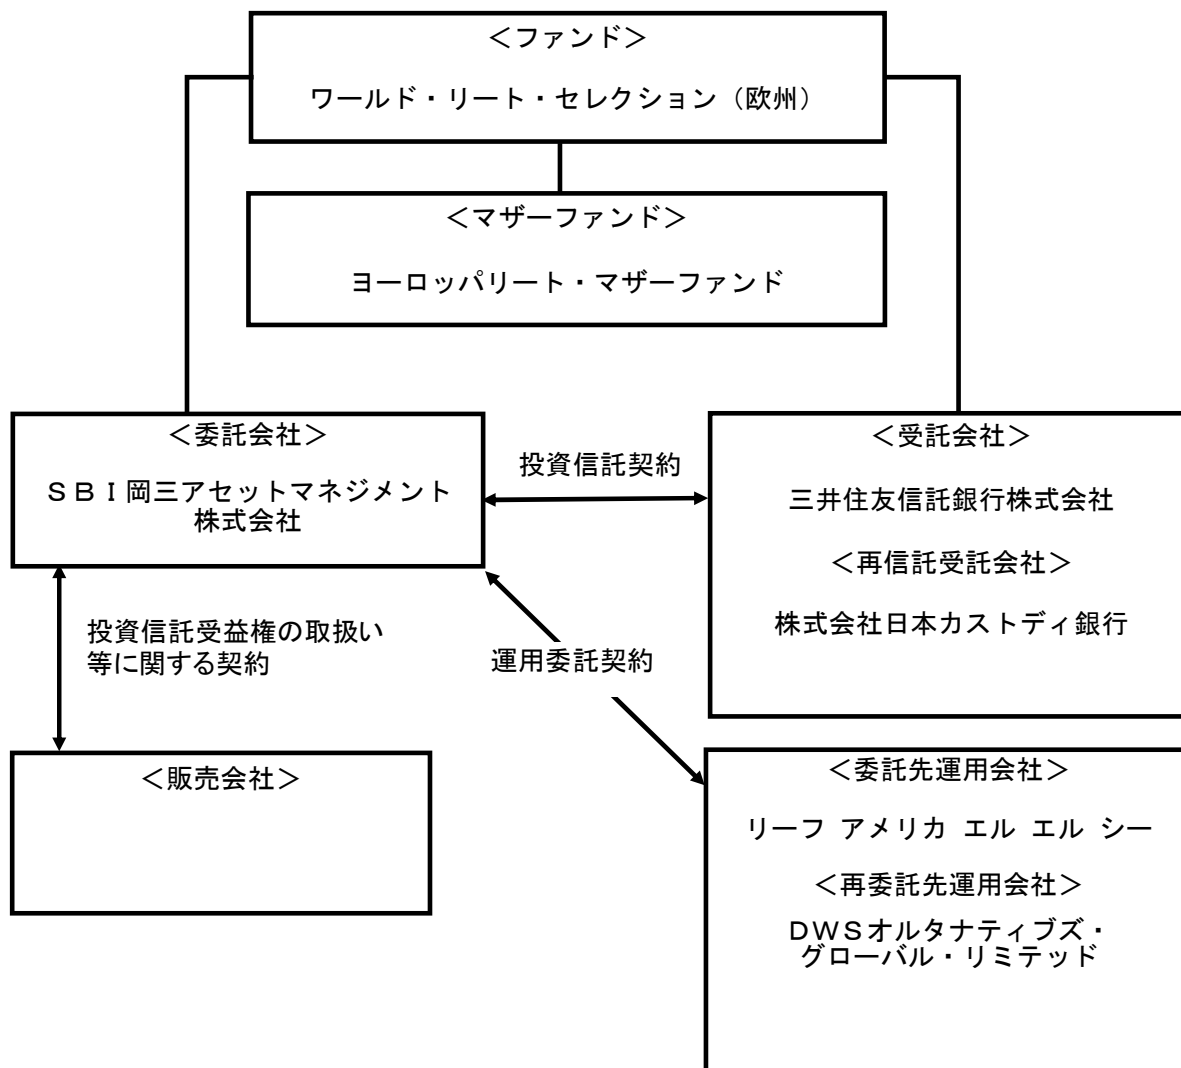 ＜ファンド＞
ワールド・リート・セレクション（欧州）
＜マザーファンド＞
ヨーロッパリート・マザーファンド
＜委託会社＞
ＳＢＩ岡三アセットマネジメント
株式会社
投資信託契約
＜受託会社＞
三井住友信託銀行株式会社
＜再信託受託会社＞
株式会社日本カストディ銀行
投資信託受益権の取扱い
等に関する契約
運用委託契約
＜販売会社＞
＜委託先運用会社＞
リーフ アメリカ エル エル シー
＜再委託先運用会社＞
ＤＷＳオルタナティブズ・
グローバル・リミテッド